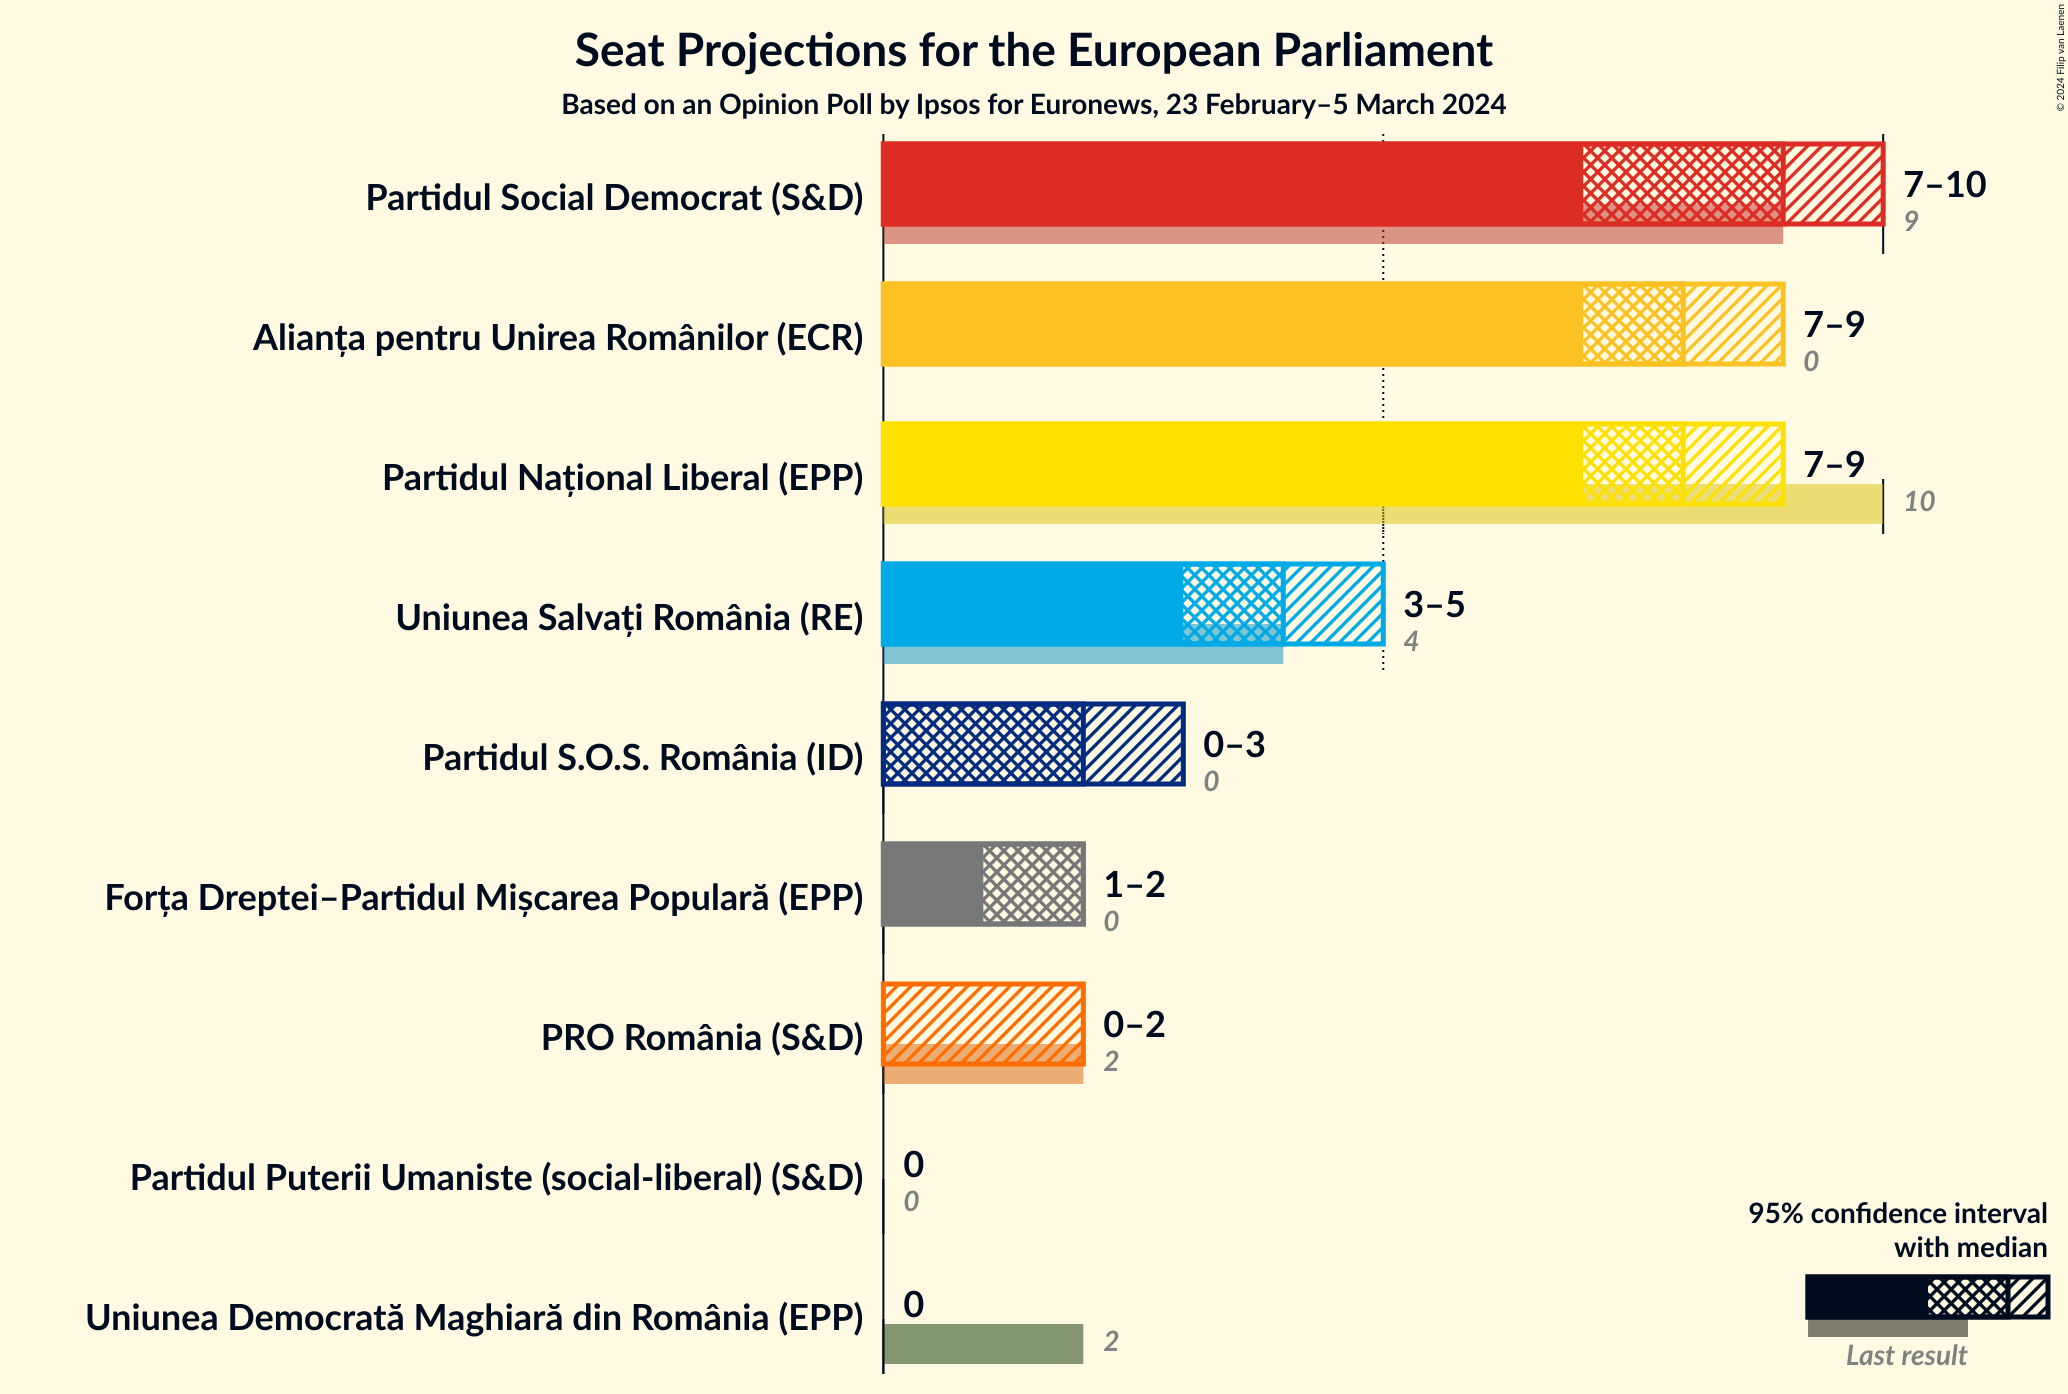 Seat Projections for the European Parliament
Based on an Opinion Poll by Ipsos for Euronews, 23 February–5 March 2024
© 2024 Filip van Laenen
Partidul Social Democrat (S&D)
7–10
9
Alianța pentru Unirea Românilor (ECR)
7–9
0
Partidul Național Liberal (EPP)
7–9
10
Uniunea Salvați România (RE)
3–5
4
Partidul S.O.S. România (ID)
0–3
0
Forța Dreptei–Partidul Mișcarea Populară (EPP)
1–2
0
PRO România (S&D)
0–2
2
Partidul Puterii Umaniste (social-liberal) (S&D)
0
0
Uniunea Democrată Maghiară din România (EPP)
0
2
95% confidence interval
with median
Last result